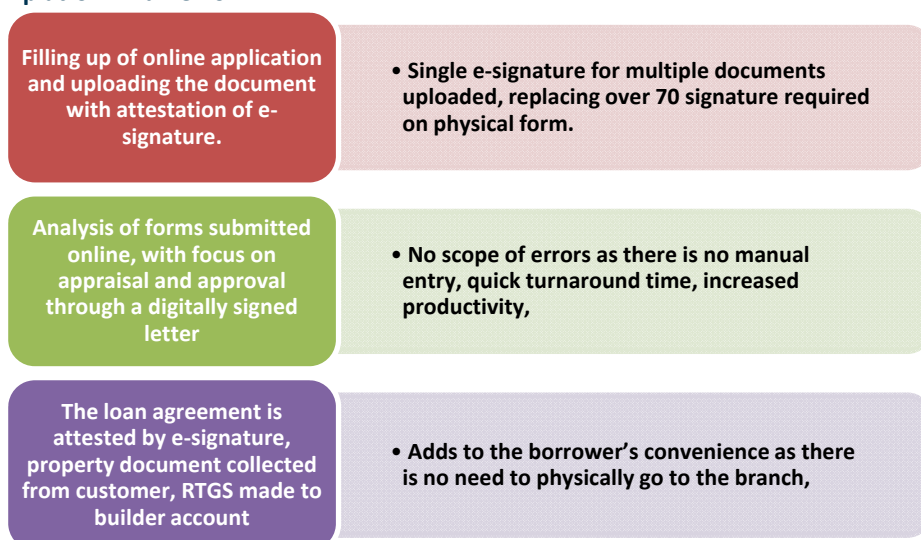 Filling up of online application
and uploading the document
with attestation of e-
signature.
• Single e-signature for multiple documents
uploaded, replacing over 70 signature required
on physical form.
Analysis of forms submitted
online, with focus on
appraisal and approval
through a digitally signed
letter
• No scope of errors as there is no manual
entry, quick turnaround time, increased
productivity,
The loan agreement is
attested by e-signature,
property document collected
from customer, RTGS made to
builder account
• Adds to the borrower’s convenience as there
is no need to physically go to the branch,